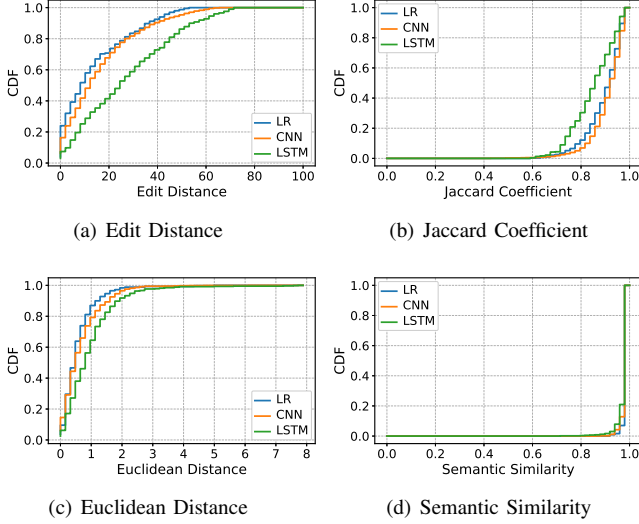 1.0
0.8
0.6
0.4
0.2
0.0
CDF
LR
CNN
LSTM
0 20 40 60 80 100
Edit Distance
(a) Edit Distance
1.0
0.8
0.6
0.4
0.2
0.0
CDF
LR
CNN
LSTM
0.0 0.2 0.4 0.6 0.8 1.0
Jaccard Coefficient
(b) Jaccard Coefficient
1.0
0.8
0.6
0.4
0.2
0.0
CDF
LR
CNN
LSTM
0 1 2 3 4 5 6 7 8
Euclidean Distance
(c) Euclidean Distance
1.0
0.8
0.6
0.4
0.2
0.0
CDF
LR
CNN
LSTM
0.0 0.2 0.4 0.6 0.8 1.0
Semantic Similarity
(d) Semantic Similarity